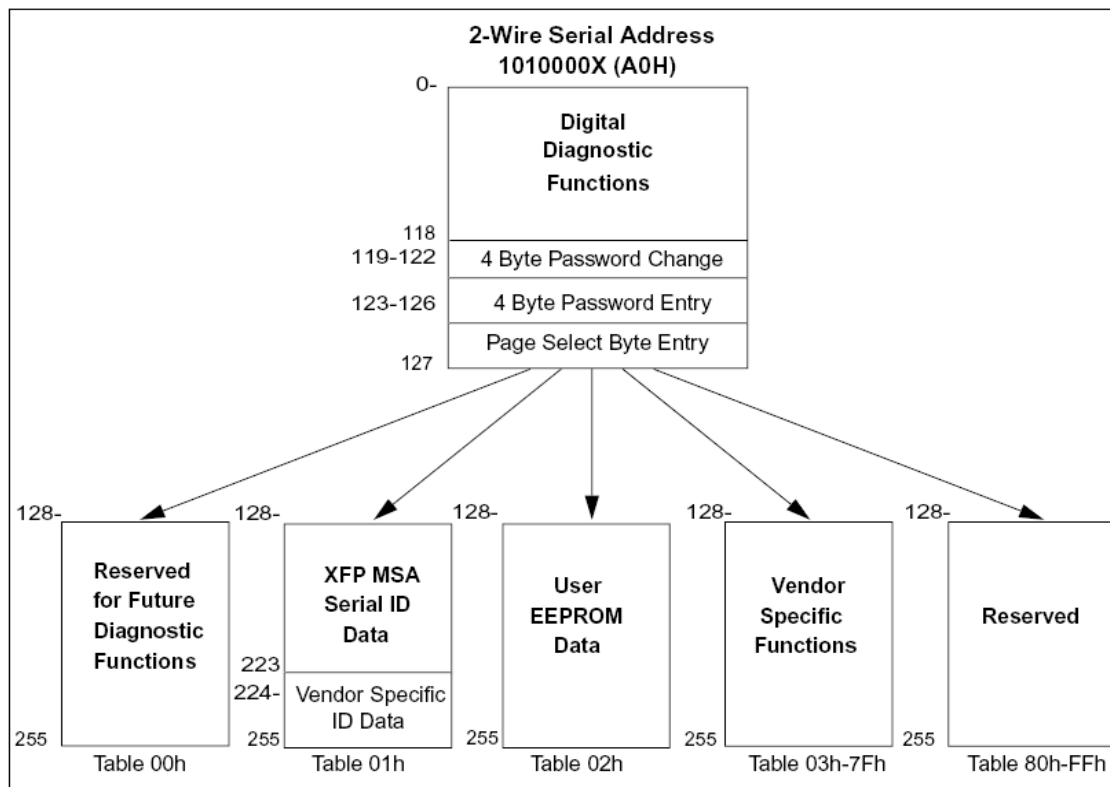 2-Wire Serial Address
1010000X (A0H)
0-
Digital
Diagnostic
Functions
118
119-122
4 Byte Password Change
123-126
4 Byte Password Entry
Page Select Byte Entry
127
128-
Reserved
for Future
Diagnostic
Functions
255
Table 00h
128-
XFP MSA
Serial ID
Data
223
224-
Vendor Specific
ID Data
255
Table 01h
128-
User
EEPROM
Data
255
Table 02h
128-
Vendor
Specific
Functions
255
Table 03h-7Fh
128-
Reserved
255
Table 80h-FFh